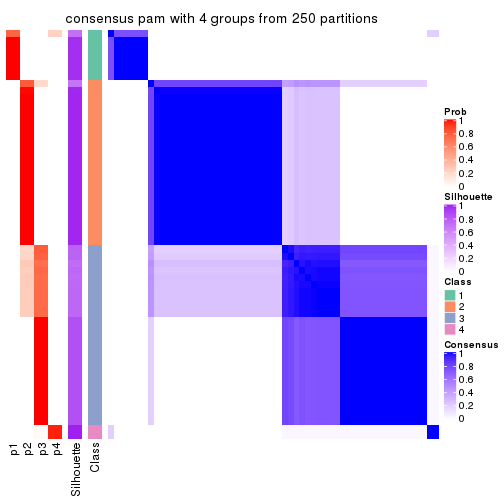 consensus pam with 4 groups from 250 partitions
Prob
1
0.8
0.6
0.4
0.2
0
Silhouette
1
0.8
0.6
0.4
0.2
0
Class
1
2
3
4
Consensus
1
0.8
0.6
0.4
0.2
0
p1
p2
p3
p4
Silhouette
Class